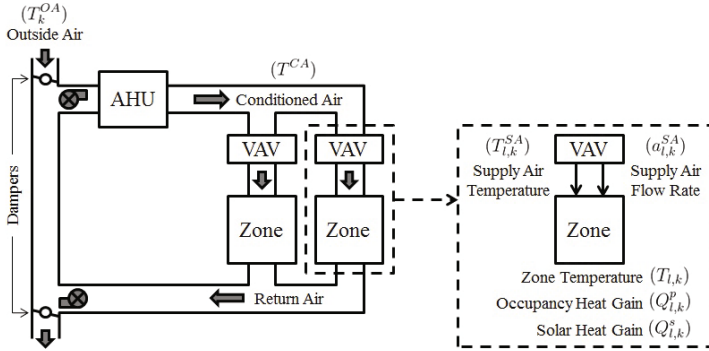 (T_k^{OA})
Outside Air
(T^{CA})
AHU
Conditioned Air
VAV
VAV
Zone
Zone
Dampers
Return Air
(T_{l,k}^{SA})
VAV
(a_{l,k}^{SA})
Supply Air
Temperature
Supply Air
Flow Rate
Zone
Zone Temperature (T_{l,k})
Occupancy Heat Gain (Q_{l,k}^p)
Solar Heat Gain (Q_{l,k}^s)